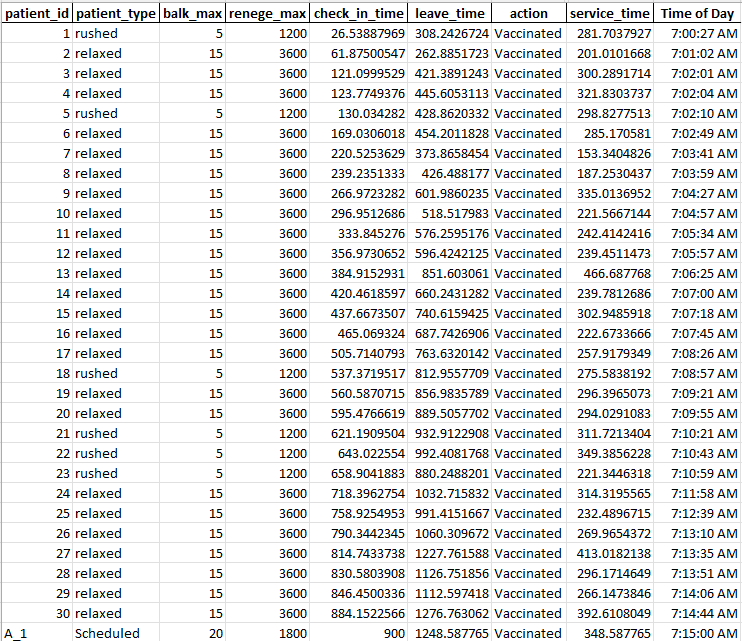 patient_id patient_type balk_max renege_max check_in_time leave_time action service_time Time of Day
1 rushed 5 1200 26.53887969 308.2426724 Vaccinated 281.7037927 7:00:27 AM
2 relaxed 15 3600 61.87500547 262.8851723 Vaccinated 201.0101668 7:01:02 AM
3 relaxed 15 3600 121.0999529 421.3891243 Vaccinated 300.2891714 7:02:01 AM
4 relaxed 15 3600 123.7749376 445.6053113 Vaccinated 321.8303737 7:02:04 AM
5 rushed 5 1200 130.034282 428.8620332 Vaccinated 298.8277513 7:02:10 AM
6 relaxed 15 3600 169.0306018 454.2011828 Vaccinated 285.170581 7:02:49 AM
7 relaxed 15 3600 220.5253629 373.8658454 Vaccinated 153.3404826 7:03:41 AM
8 relaxed 15 3600 239.2351333 426.488177 Vaccinated 187.2530437 7:03:59 AM
9 relaxed 15 3600 266.9723282 601.9860235 Vaccinated 335.0136952 7:04:27 AM
10 relaxed 15 3600 296.9512686 518.517983 Vaccinated 221.5667144 7:04:57 AM
11 relaxed 15 3600 333.845276 576.2595176 Vaccinated 242.4142416 7:05:34 AM
12 relaxed 15 3600 356.9730652 596.4242125 Vaccinated 239.4511473 7:05:57 AM
13 relaxed 15 3600 384.9152931 851.603061 Vaccinated 466.687768 7:06:25 AM
14 relaxed 15 3600 420.4618597 660.2431282 Vaccinated 239.7812686 7:07:00 AM
15 relaxed 15 3600 437.6673507 740.6159425 Vaccinated 302.9485918 7:07:18 AM
16 relaxed 15 3600 465.069324 687.7426906 Vaccinated 222.6733666 7:07:45 AM
17 relaxed 15 3600 505.7140793 763.6320142 Vaccinated 257.9179349 7:08:26 AM
18 rushed 5 1200 537.3719517 812.9557709 Vaccinated 275.5838192 7:08:57 AM
19 relaxed 15 3600 560.5870715 856.9835789 Vaccinated 296.3965073 7:09:21 AM
20 relaxed 15 3600 595.4766619 889.5057702 Vaccinated 294.0291083 7:09:55 AM
21 rushed 5 1200 621.1909504 932.9122908 Vaccinated 311.7213404 7:10:21 AM
22 rushed 5 1200 643.022554 992.4081768 Vaccinated 349.3856228 7:10:43 AM
23 rushed 5 1200 658.9041883 880.2488201 Vaccinated 221.3446318 7:10:59 AM
24 relaxed 15 3600 718.3962754 1032.715832 Vaccinated 314.3195565 7:11:58 AM
25 relaxed 15 3600 758.9254953 991.4151667 Vaccinated 232.4896715 7:12:39 AM
26 relaxed 15 3600 790.3442345 1060.309672 Vaccinated 269.9654372 7:13:10 AM
27 relaxed 15 3600 814.7433738 1227.761588 Vaccinated 413.0182138 7:13:35 AM
28 relaxed 15 3600 830.5803908 1126.751856 Vaccinated 296.1714649 7:13:51 AM
29 relaxed 15 3600 846.4500336 1112.597418 Vaccinated 266.1473846 7:14:06 AM
30 relaxed 15 3600 884.1522566 1276.763062 Vaccinated 392.6108049 7:14:44 AM
A_1 Scheduled 20 1800 900 1248.587765 Vaccinated 348.587765 7:15:00 AM